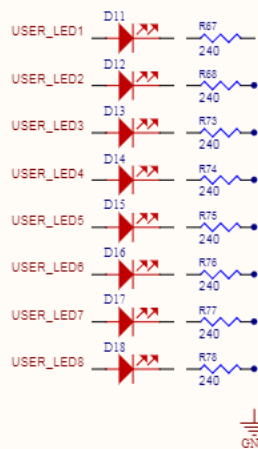 D11
USER_LED1 R67
240
D12
USER_LED2 R68
240
D13
USER_LED3 R73
240
D14
USER_LED4 R74
240
D15
USER_LED5 R75
240
D16
USER_LED6 R76
240
D17
USER_LED7 R77
240
D18
USER_LED8 R78
240
GN